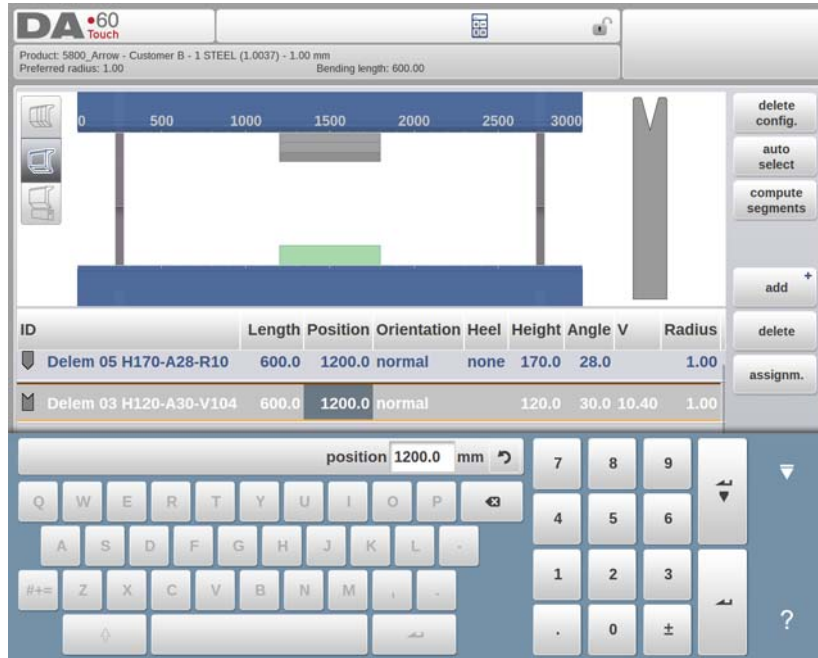 DA•60
Touch
Product: 5800_Arrow - Customer B - 1 STEEL (1.0037) - 1.00 mm
Preferred radius: 1.00 Bending length: 600.00
0 500 1000 1500 2000 2500 3000
delete
config.
auto
select
compute
segments
add +
delete
assignm.
ID Length Position Orientation Heel Height Angle V Radius
Delem 05 H170-A28-R10 600.0 1200.0 normal none 170.0 28.0 1.00
Delem 03 H120-A30-V104 600.0 1200.0 normal 120.0 30.0 10.40 1.00
position 1200.0 mm
Q W E R T Y U I O P
A S D F G H J K L -
#+= Z X C V B N M , .
7 8 9
4 5 6
1 2 3
. 0 ±
?